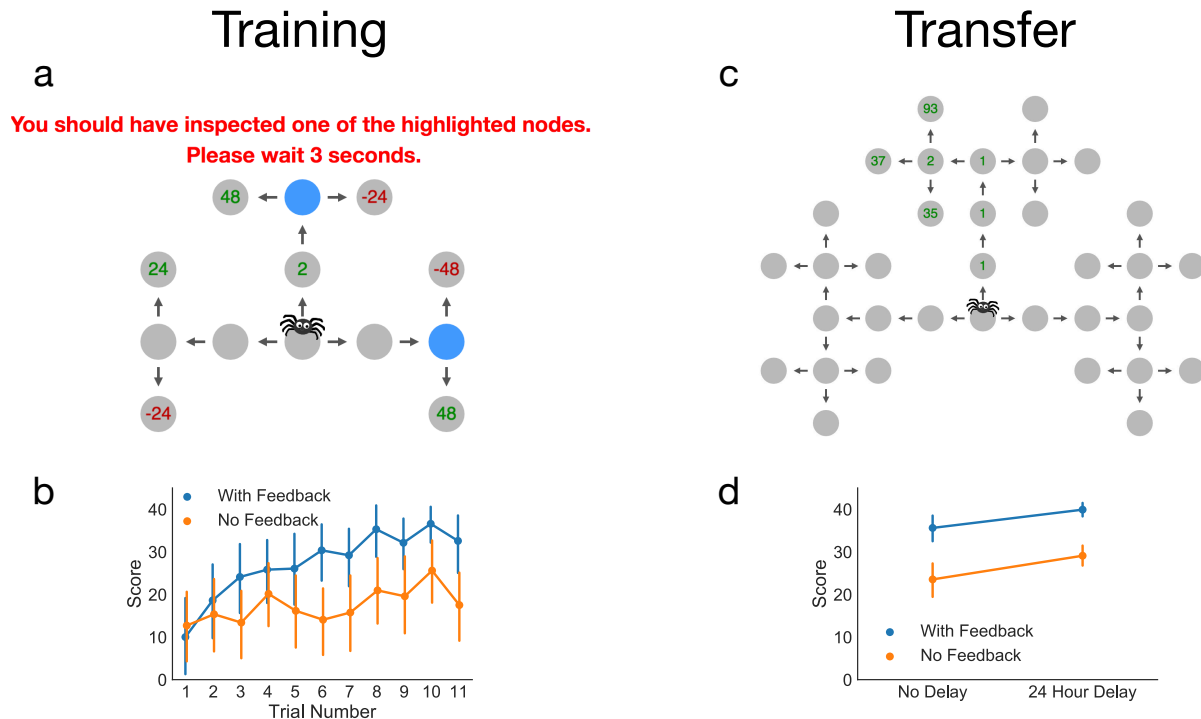 Training
Transfer
a
You should have inspected one of the highlighted nodes.
Please wait 3 seconds.
48
-24
24
2
-48
-24
48
c
93
37
2
1
35
1
1
b
With Feedback
No Feedback
Score
40
30
20
10
0
1 2 3 4 5 6 7 8 9 10 11
Trial Number
d
Score
40
30
20
10
0
With Feedback
No Feedback
No Delay
24 Hour Delay